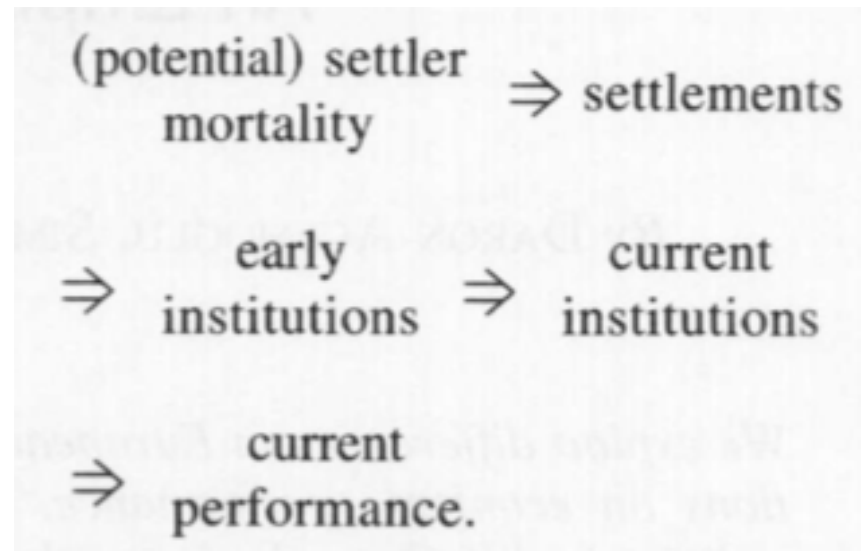 (potential) settler
mortality ⇒ settlements
⇒ early institutions ⇒ current institutions
⇒ current performance.